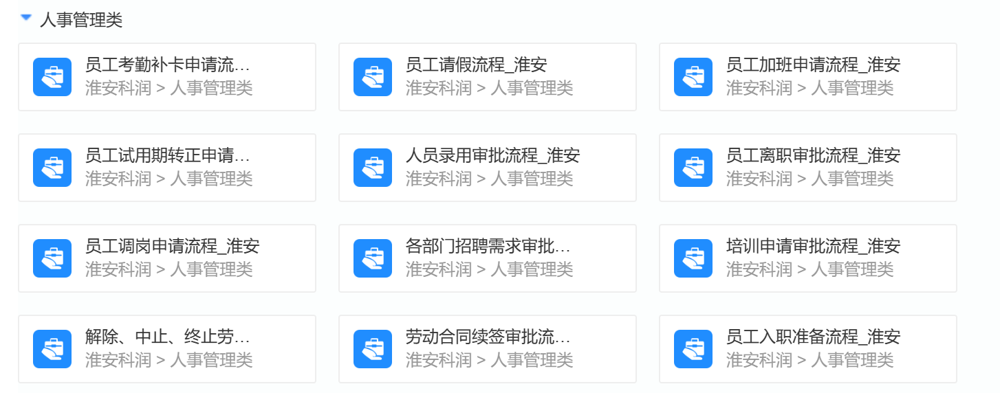 人事管理类
员工考勤补卡申请流...
淮安科润 > 人事管理类
员工请假流程_淮安
淮安科润 > 人事管理类
员工加班申请流程_淮安
淮安科润 > 人事管理类
员工试用期转正申请...
淮安科润 > 人事管理类
人员录用审批流程_淮安
淮安科润 > 人事管理类
员工离职审批流程_淮安
淮安科润 > 人事管理类
员工调岗申请流程_淮安
淮安科润 > 人事管理类
各部门招聘需求审批...
淮安科润 > 人事管理类
培训申请审批流程_淮安
淮安科润 > 人事管理类
解除、中止、终止劳...
淮安科润 > 人事管理类
劳动合同续签审批流...
淮安科润 > 人事管理类
员工入职准备流程_淮安
淮安科润 > 人事管理类